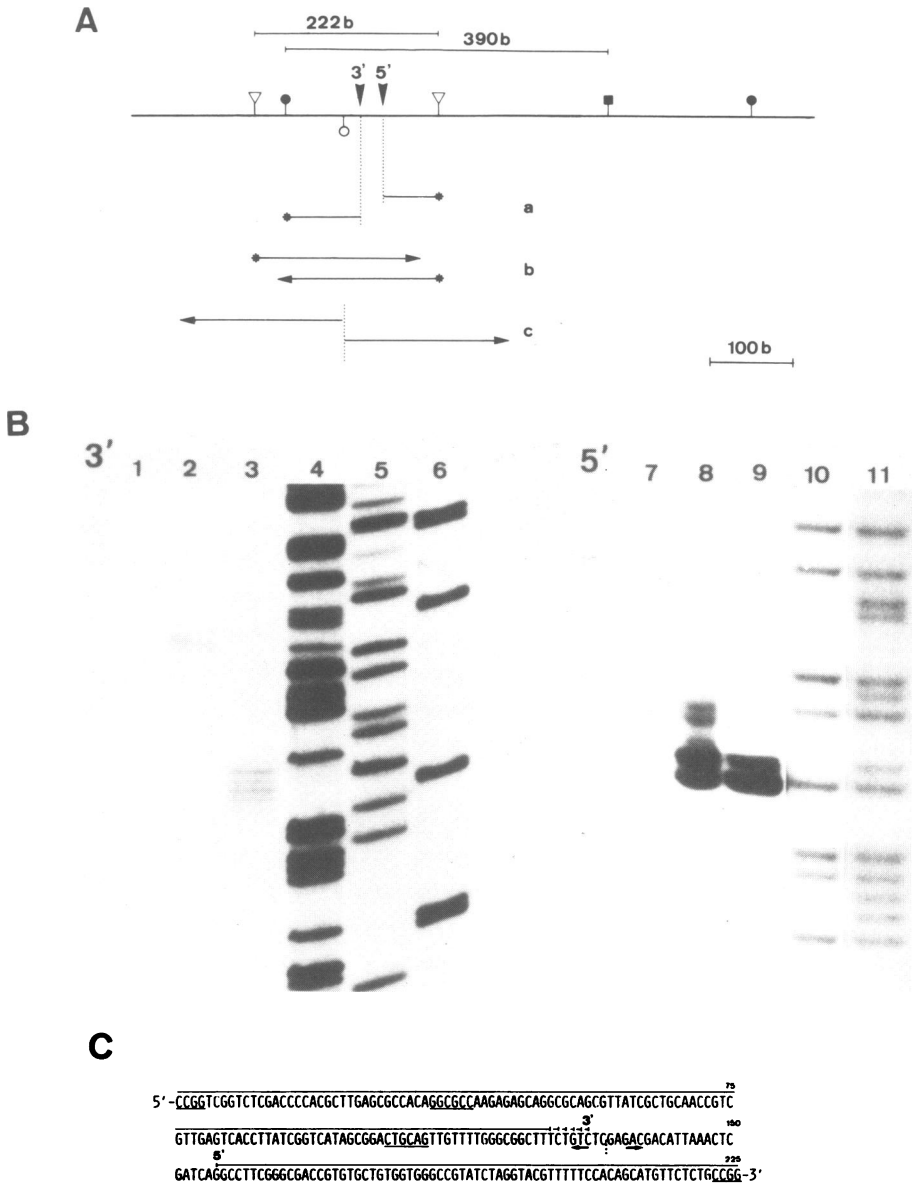 A
222b
390b
3' 5'
a
b
c
100b
B
3' 1 2 3 4 5 6 5' 7 8 9 10 11
C
75
5'-CCGGTCGGTCTCGACCCCACGCTTGAGCGCCACAGGCGCCAAGAGAGCAGGCGCAGCGTTATCGCTGCAACCGTC
3' 150
GTTGAGTCACCTTATCGGTCATAGCGGACTGCAGTTGTTTTGGGCGGCTTTCTGTCTCGAGACGACATTAAACTC
5' 225
GATCAGGCCTTCGGGCGACCGTGTGCTGTGGTGGGCCGTATCTAGGTACGTTTTTCCACAGCATGTTCTCTGCCGG-3'